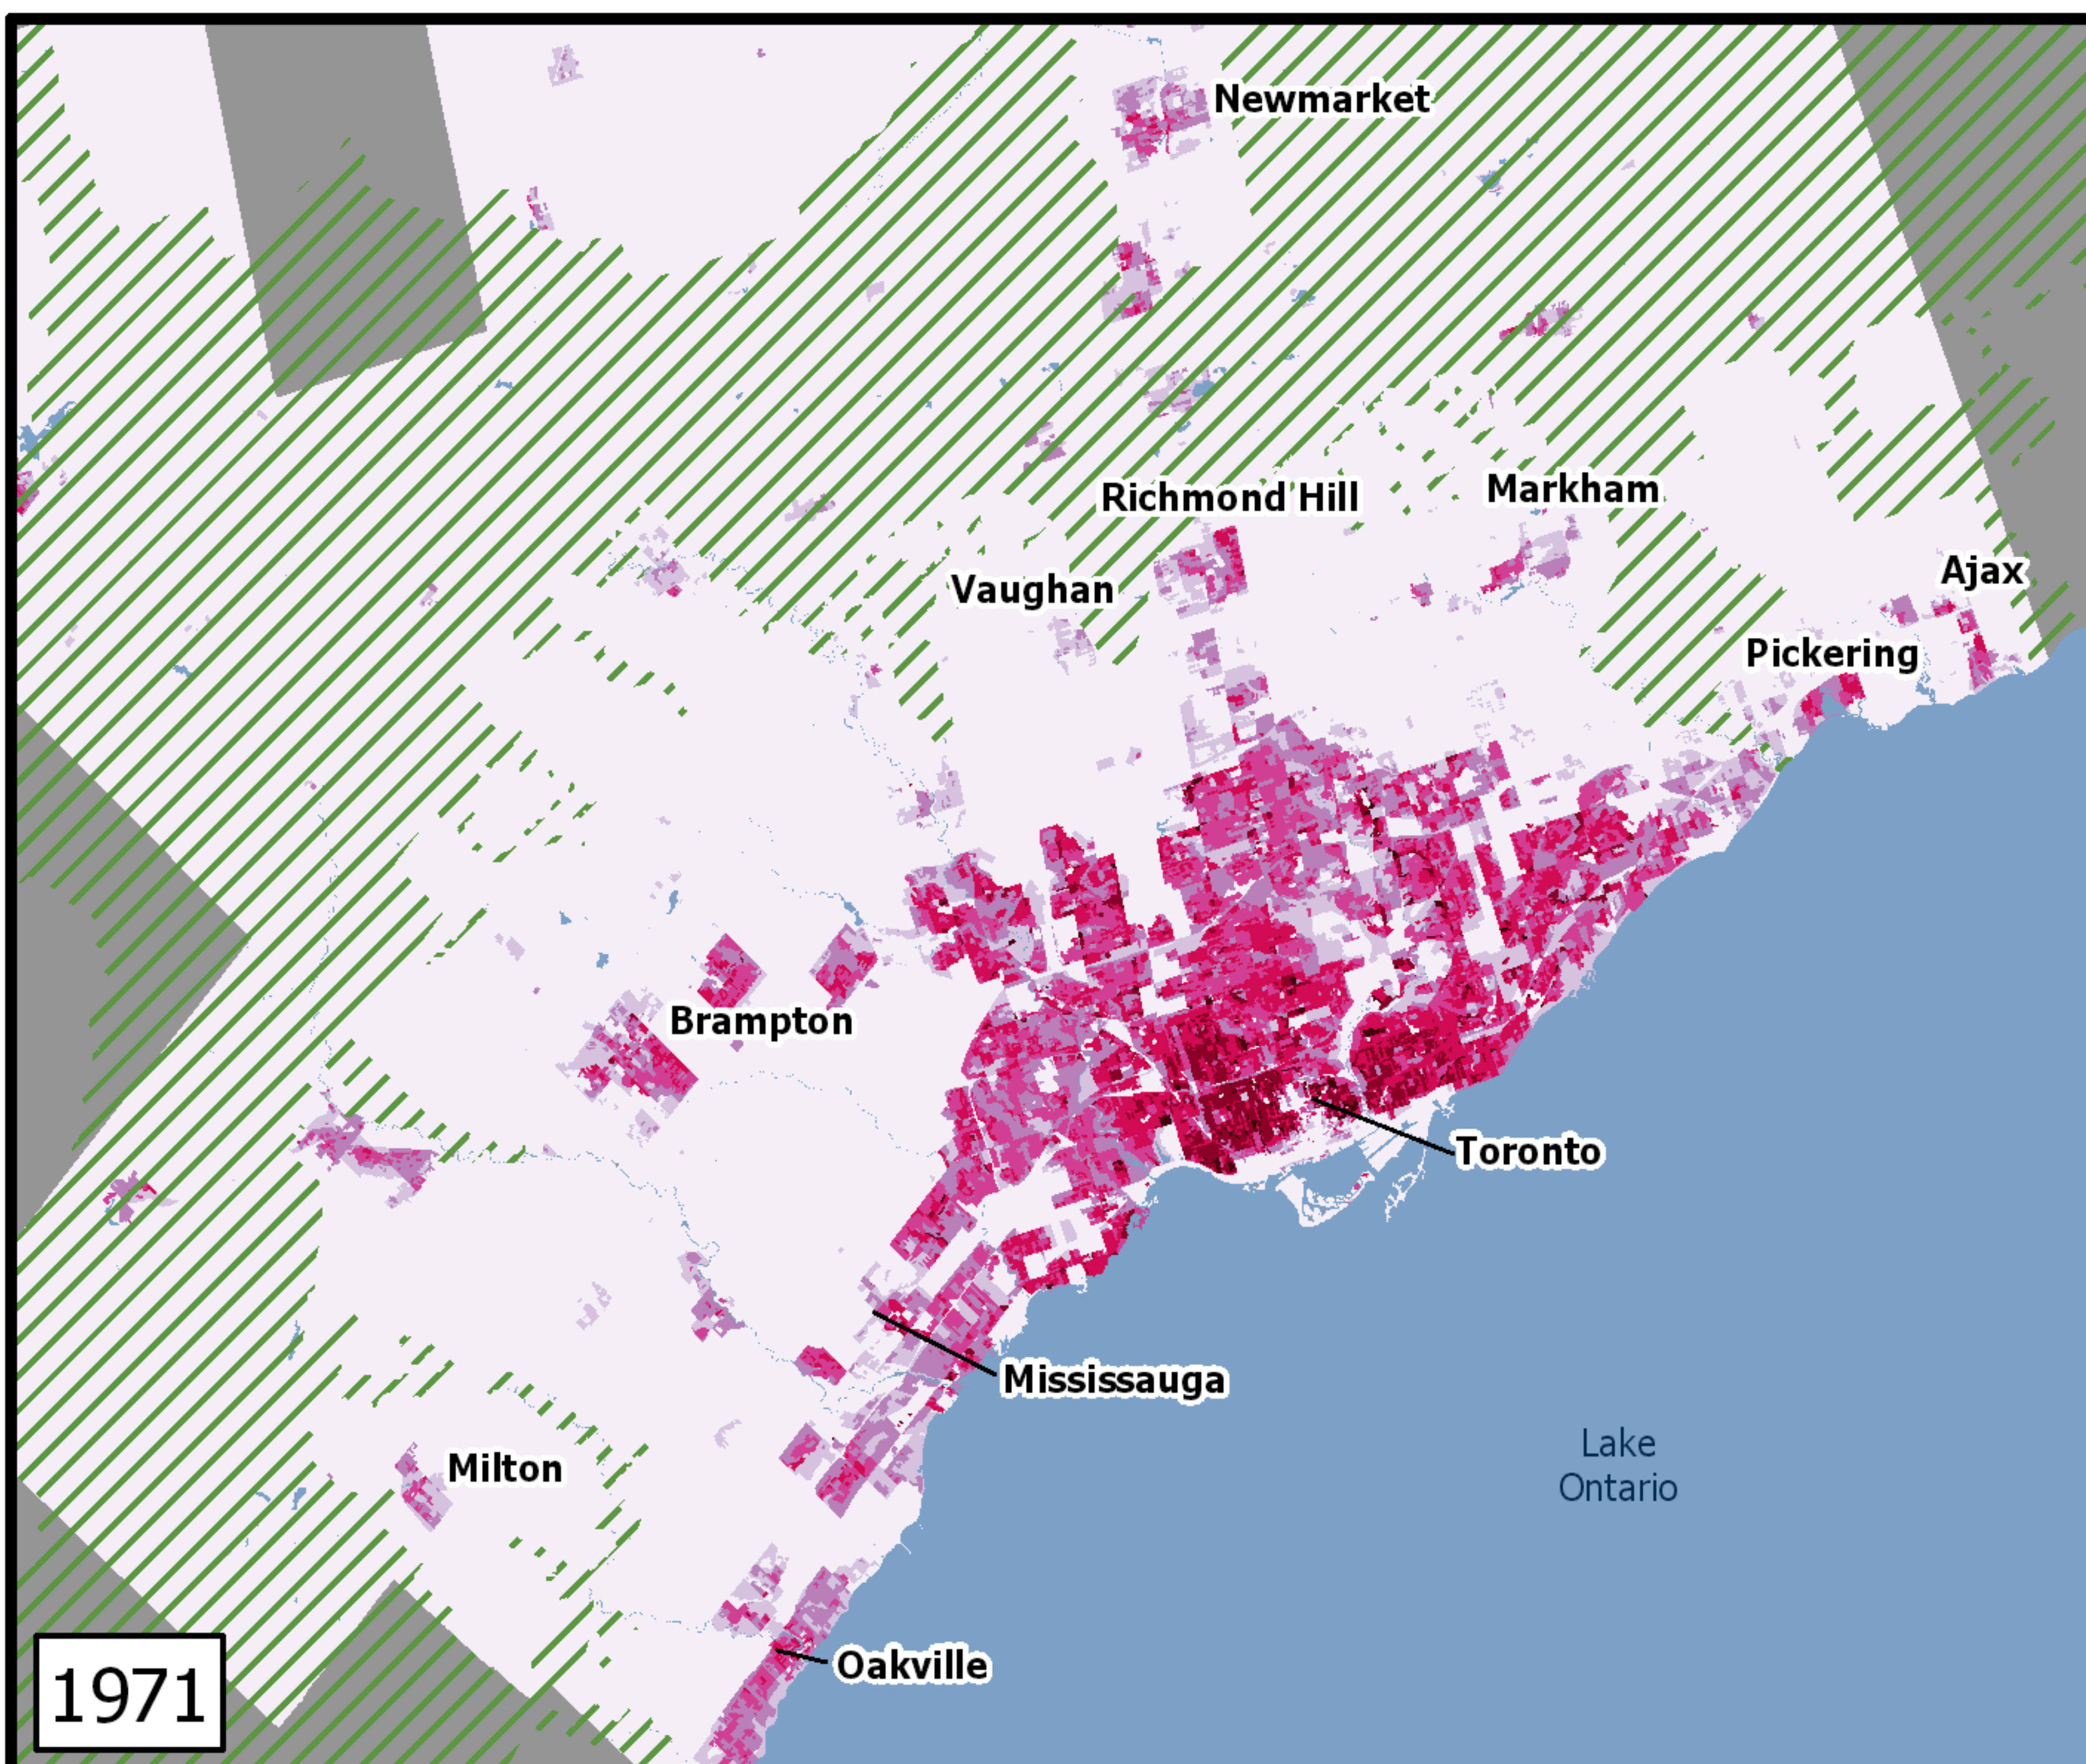 Newmarket
Richmond Hill
Markham
Vaughan
Ajax
Pickering
Brampton
Toronto
Mississauga
Lake
Ontario
Milton
Oakville
1971